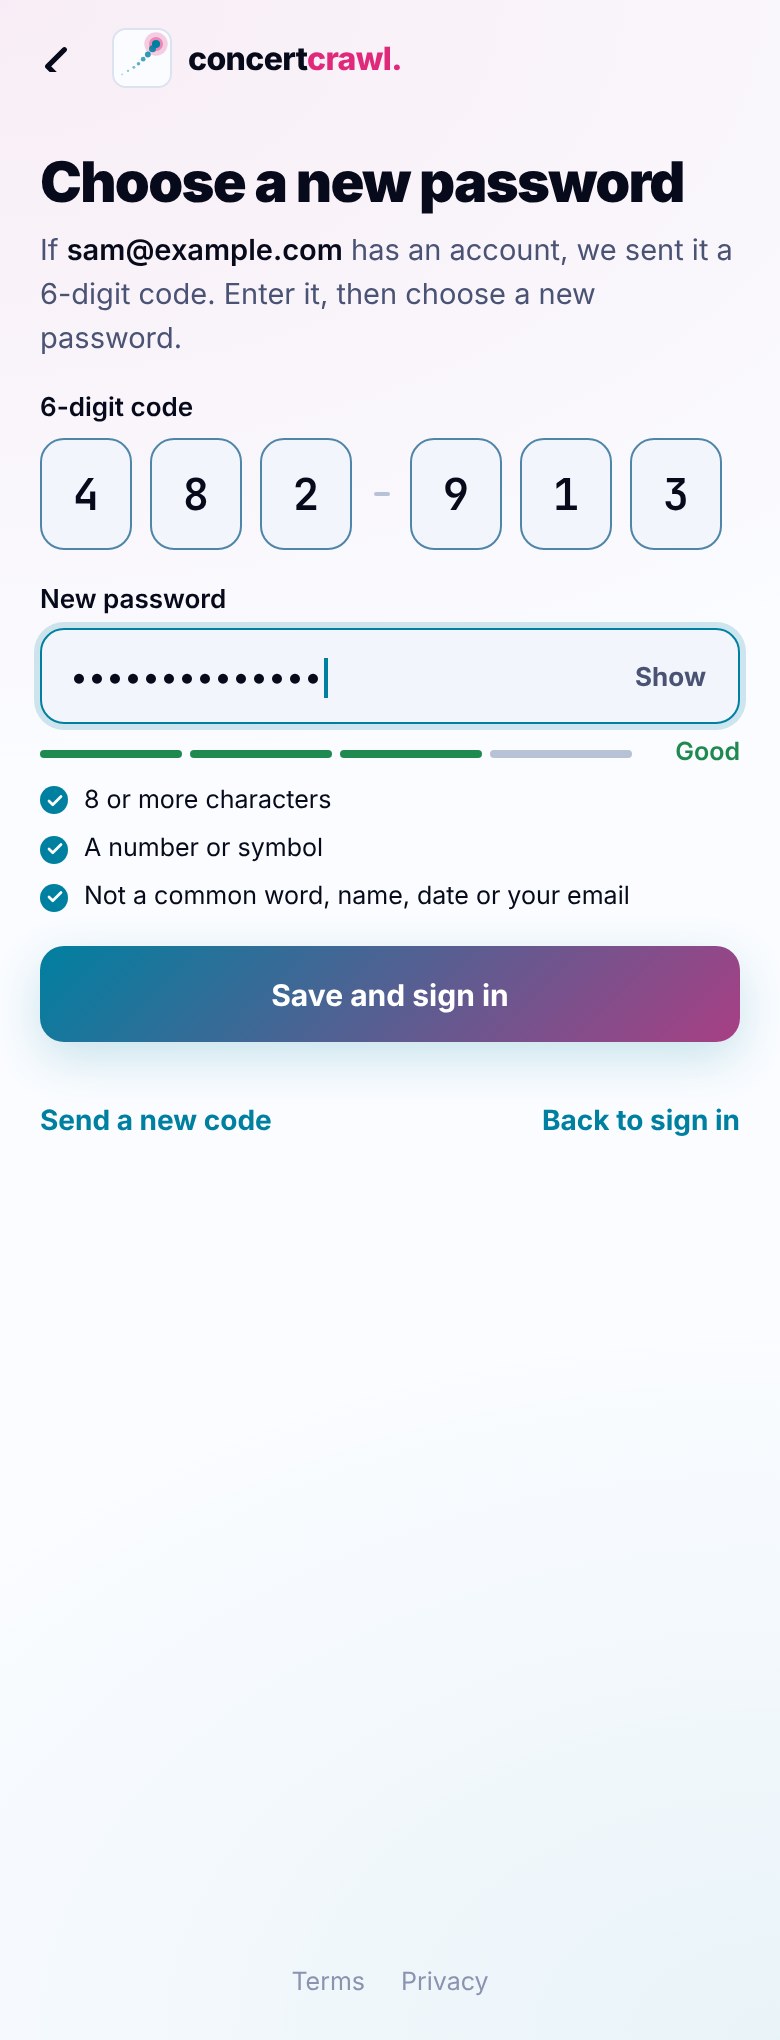 concertcrawl.
Choose a new password
If sam@example.com has an account, we sent it a
6-digit code. Enter it, then choose a new
password.
6-digit code
4 8 2 – 9 1 3
New password
●●●●●●●●●●●●●● Show
Good
8 or more characters
A number or symbol
Not a common word, name, date or your email
Save and sign in
Send a new code Back to sign in
Terms Privacy